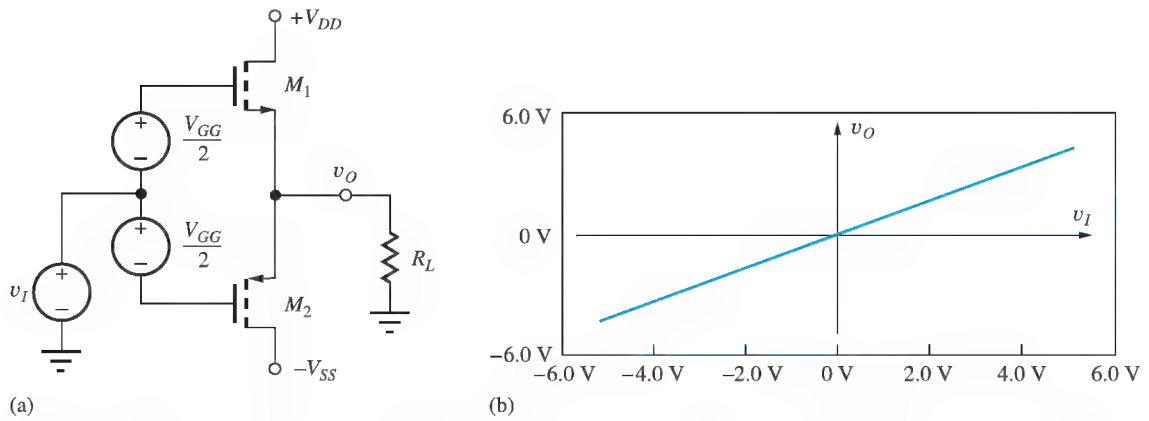 +V_DD
M_1
V_GG/2
v_O
V_GG/2
v_I
R_L
M_2
−V_SS
(a)
6.0 V
v_O
0 V
v_I
−6.0 V
−6.0 V −4.0 V −2.0 V 0 V 2.0 V 4.0 V 6.0 V
(b)